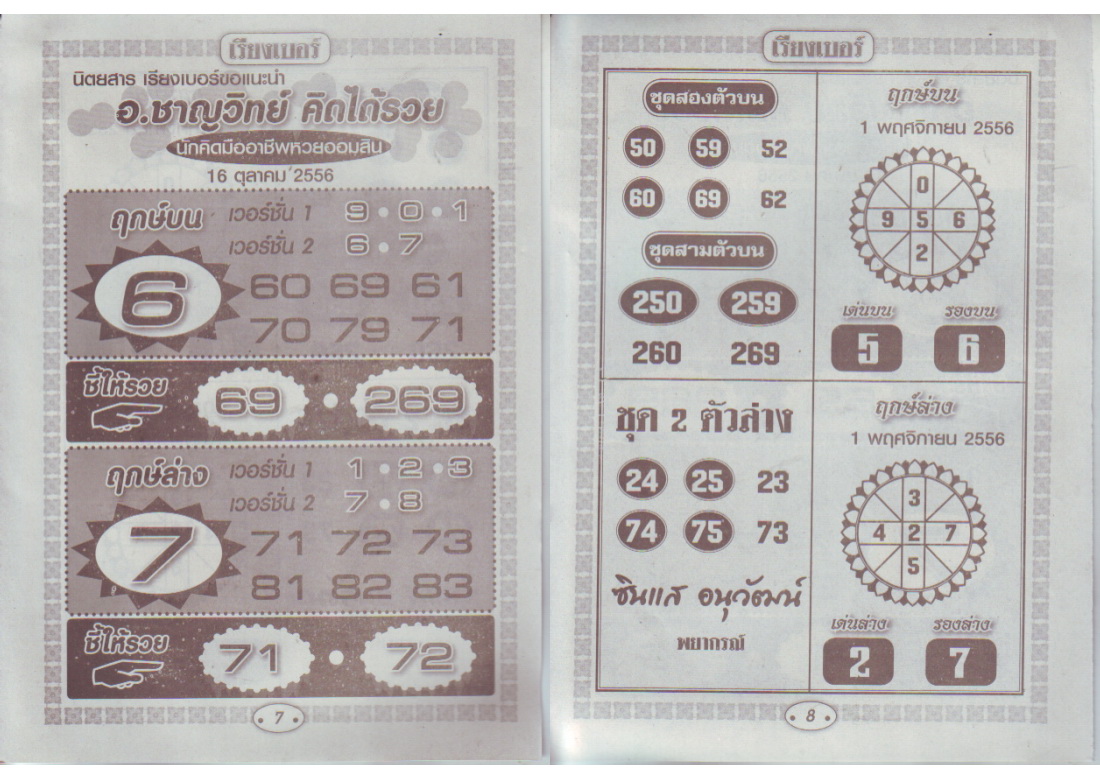 เรียงเบอร์
นิตยสาร เรียงเบอร์ขอแนะนำ
อ.ชาญวิทย์ คิดได้รวย
นักคิดมืออาชีพหวยออมสิน
16 ตุลาคม 2556
ฤกษ์บน
เวอร์ชั่น 1 9 • 0 • 1
เวอร์ชั่น 2 6 • 7
6
60 69 61
70 79 71
ชี้ให้รวย 69 • 269
ฤกษ์ล่าง
เวอร์ชั่น 1 1 • 2 • 3
เวอร์ชั่น 2 7 • 8
7
71 72 73
81 82 83
ชี้ให้รวย 71 • 72
• 7 •
เรียงเบอร์
ชุดสองตัวบน
50 59 52
60 69 62
ชุดสามตัวบน
250 259
260 269
ฤกษ์บน
1 พฤศจิกายน 2556
0
9 5 6
2
เด่นบน รองบน
5 6
ชุด 2 ตัวล่าง
24 25 23
74 75 73
ซินแส อนุวัฒน์
พยากรณ์
ฤกษ์ล่าง
1 พฤศจิกายน 2556
3
4 2 7
5
เด่นล่าง รองล่าง
2 7
• 8 •